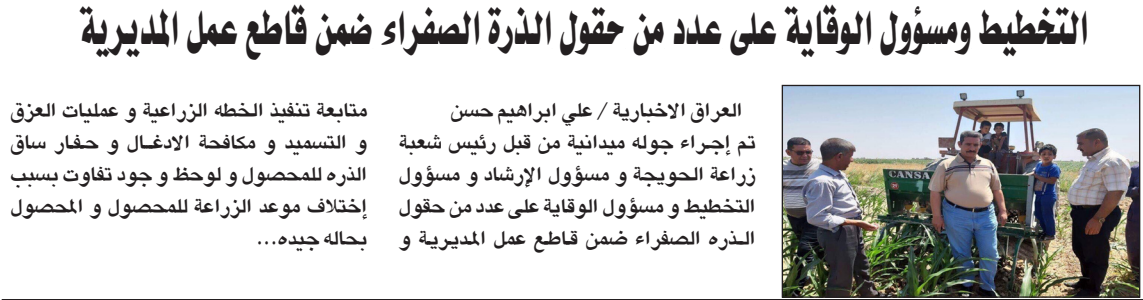 التخطيط ومسؤول الوقاية على عدد من حقول الذرة الصفراء ضمن قاطع عمل المديرية
العراق الاخبارية / علي ابراهيم حسن
تم إجراء جوله ميدانية من قبل رئيس شعبة
زراعة الحويجة و مسؤول الإرشاد و مسؤول
التخطيط و مسؤول الوقاية على عدد من حقول
الذره الصفراء ضمن قاطع عمل المديرية و
متابعة تنفيذ الخطه الزراعية و عمليات العزق
و التسميد و مكافحة الادغال و حفار ساق
الذره للمحصول و لوحظ و جود تفاوت بسبب
إختلاف موعد الزراعة للمحصول و المحصول
بحاله جيده...
CANSA